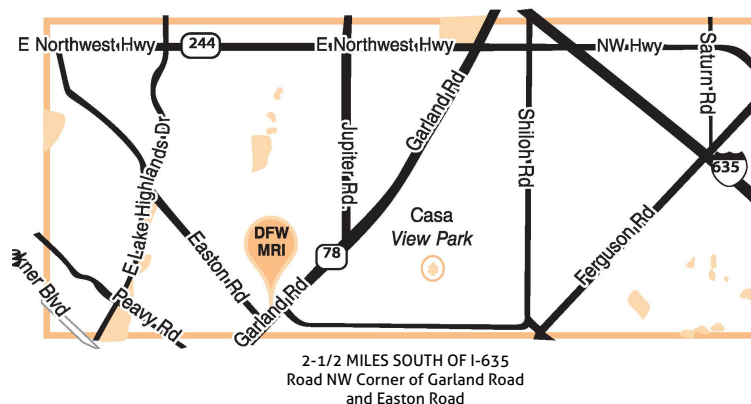 E Northwest Hwy
244
E Northwest Hwy
NW Hwy
Saturn Rd
E Lake Highlands Dr
Jupiter Rd.
Garland Rd
Shiloh Rd
635
Ferguson Rd
Casa
View Park
DFW
MRI
78
Easton Rd
Garland Rd
Peavy Rd
Blvd
2-1/2 MILES SOUTH OF I-635
Road NW Corner of Garland Road
and Easton Road